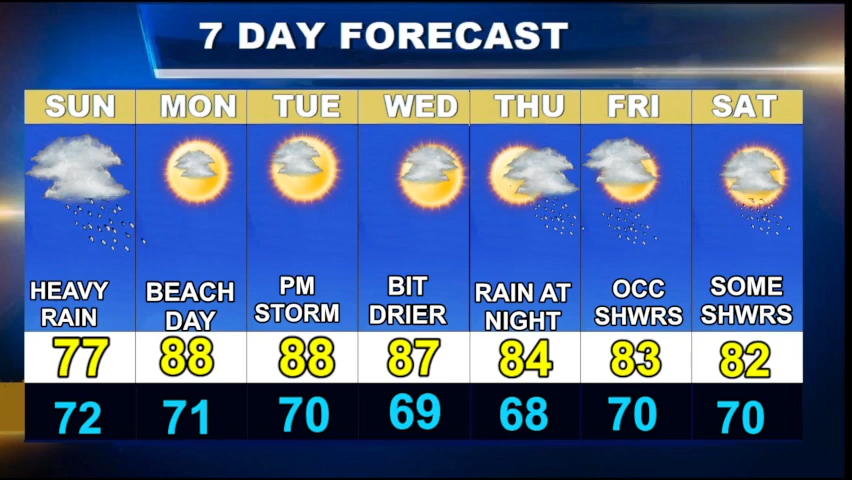 7 DAY FORECAST
SUN MON TUE WED THU FRI SAT
HEAVY BEACH PM BIT RAIN AT OCC SOME
RAIN DAY STORM DRIER NIGHT SHWRS SHWRS
77 88 88 87 84 83 82
72 71 70 69 68 70 70